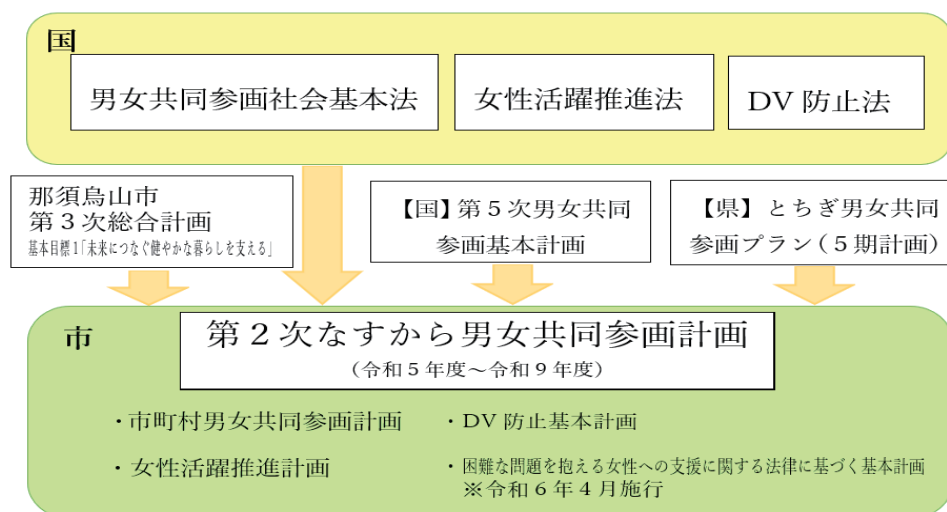 国
男女共同参画社会基本法
女性活躍推進法
DV 防止法
那須烏山市
第３次総合計画
基本目標1「未来につなぐ健やかな暮らしを支える」
【国】第５次男女共同
参画基本計画
【県】とちぎ男女共同
参画プラン（５期計画）
市
第２次なすから男女共同参画計画
（令和５年度～令和９年度）
・市町村男女共同参画計画
・DV 防止基本計画
・女性活躍推進計画
・困難な問題を抱える女性への支援に関する法律に基づく基本計画
※令和６年４月施行